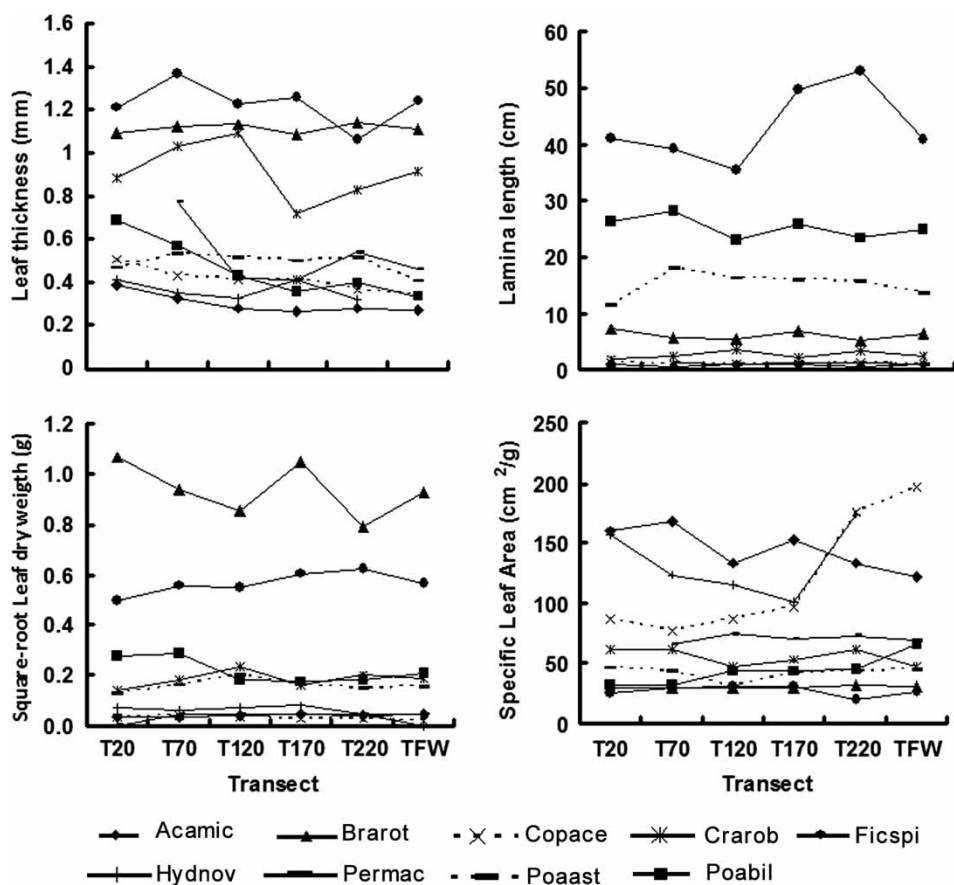 1.6
1.4
1.2
1
0.8
0.6
0.4
0.2
0
Leaf thickness (mm)
60
50
40
30
20
10
0
Lamina length (cm)
1.2
1.0
0.8
0.6
0.4
0.2
0.0
Square-root Leaf dry weigth (g)
T20 T70 T120 T170 T220 TFW
Transect
250
200
150
100
50
0
Specific Leaf Area (cm ²/g)
T20 T70 T120 T170 T220 TFW
Transect
Acamic Brarot Copace Crarob Ficspi
Hydnov Permac Poaast Poabil